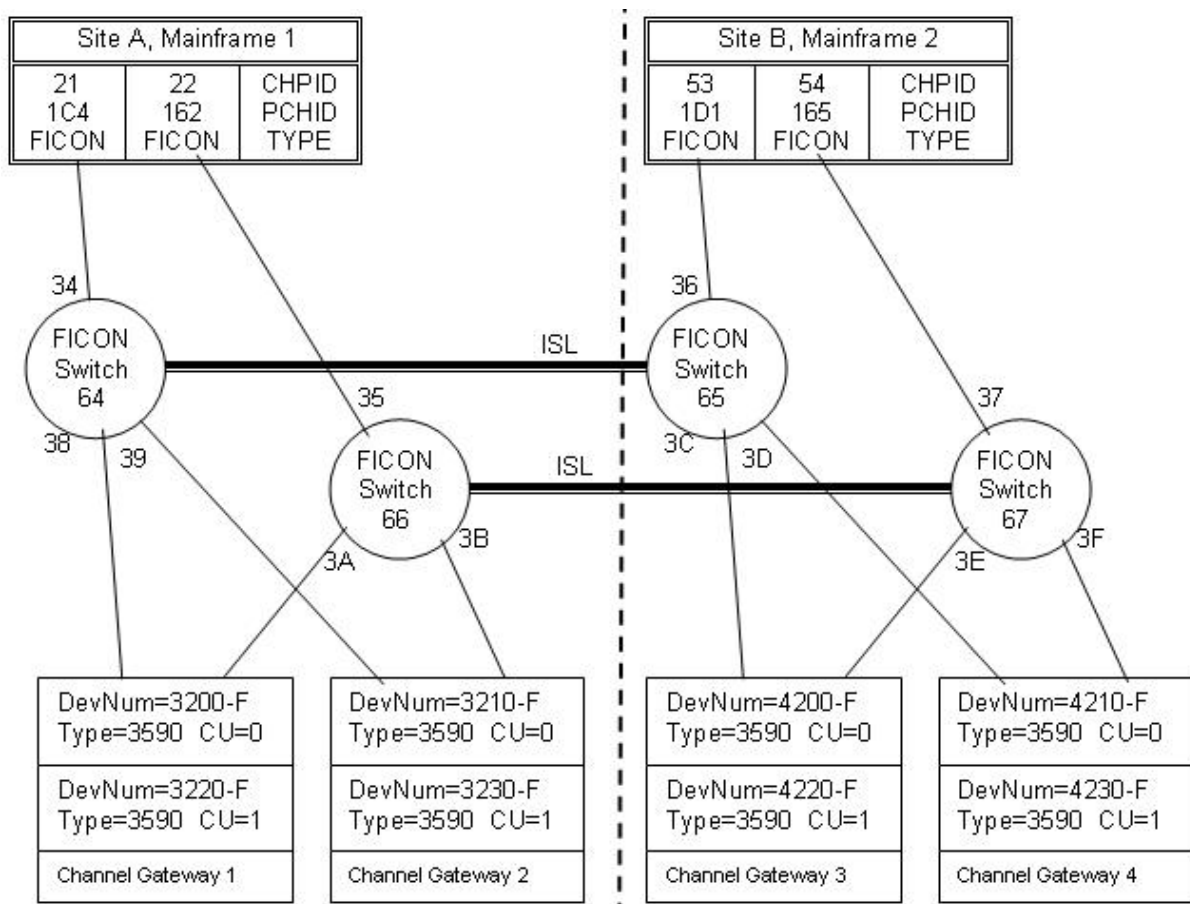 Site A, Mainframe 1
21 22 CHPID
1C4 162 PCHID
FICON FICON TYPE
Site B, Mainframe 2
53 54 CHPID
1D1 165 PCHID
FICON FICON TYPE
34
36
FICON
Switch
64
ISL
FICON
Switch
65
35
37
38
39
3C
3D
FICON
Switch
66
ISL
FICON
Switch
67
3A
3B
3E
3F
DevNum=3200-F
Type=3590 CU=0
DevNum=3220-F
Type=3590 CU=1
Channel Gateway 1
DevNum=3210-F
Type=3590 CU=0
DevNum=3230-F
Type=3590 CU=1
Channel Gateway 2
DevNum=4200-F
Type=3590 CU=0
DevNum=4220-F
Type=3590 CU=1
Channel Gateway 3
DevNum=4210-F
Type=3590 CU=0
DevNum=4230-F
Type=3590 CU=1
Channel Gateway 4